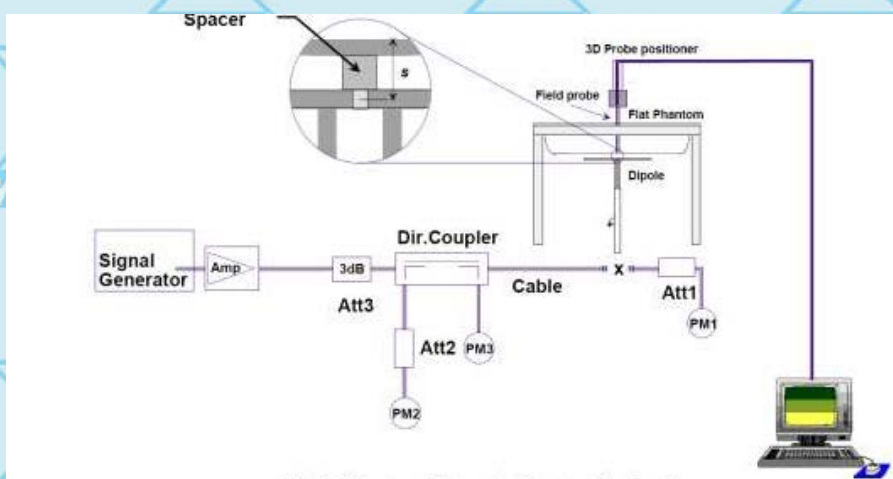 Spacer
s
3D Probe positioner
Field probe
Flat Phantom
Dipole
Signal
Generator
Amp
3dB
Att3
Dir.Coupler
Cable
x
Att1
PM1
Att2
PM3
PM2